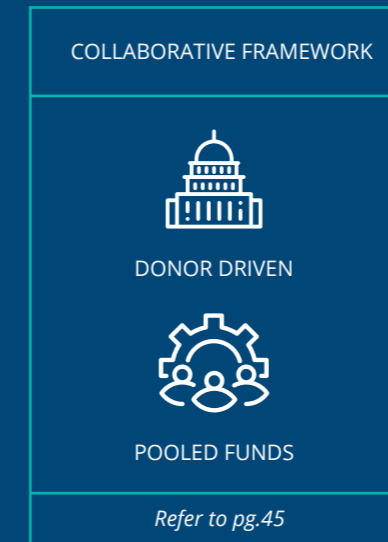 COLLABORATIVE FRAMEWORK
DONOR DRIVEN
POOLED FUNDS
Refer to pg.45